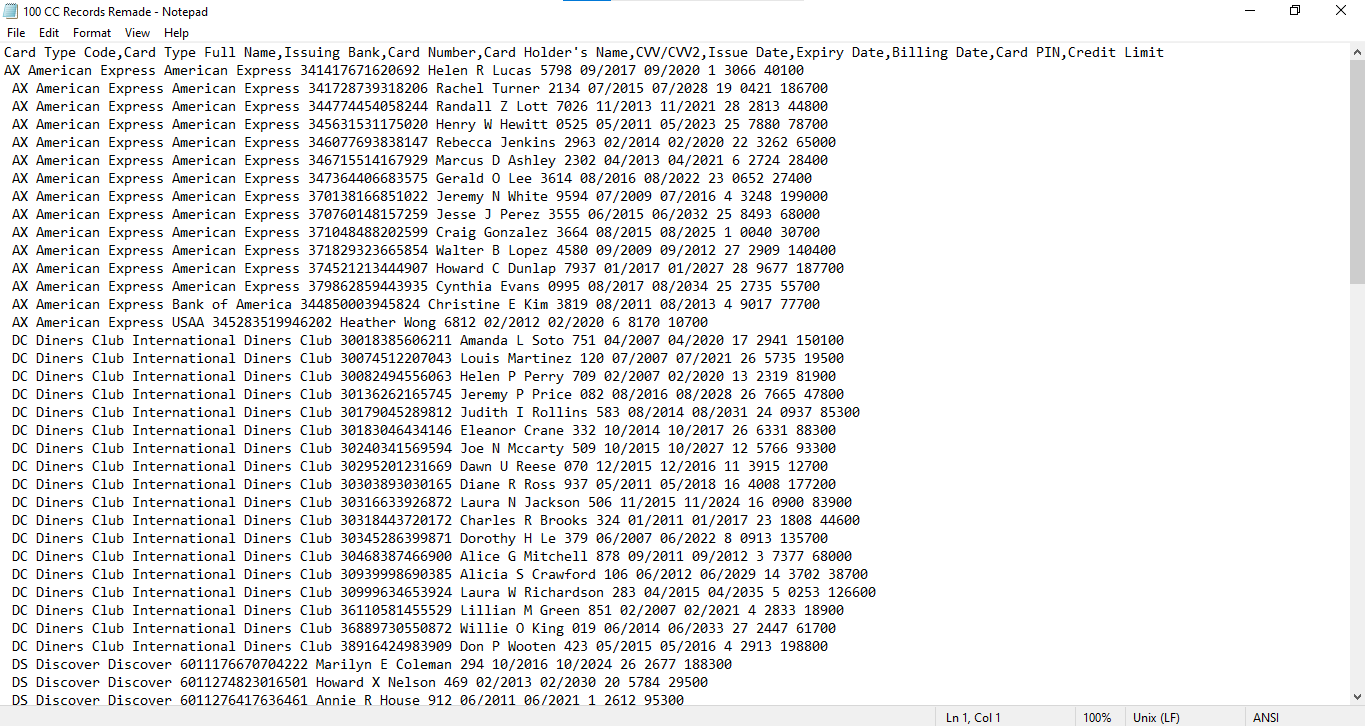 100 CC Records Remade - Notepad
File Edit Format View Help
Card Type Code,Card Type Full Name,Issuing Bank,Card Number,Card Holder's Name,CVV/CVV2,Issue Date,Expiry Date,Billing Date,Card PIN,Credit Limit
AX American Express American Express 341417671620692 Helen R Lucas 5798 09/2017 09/2020 1 3066 40100
AX American Express American Express 341728739318206 Rachel Turner 2134 07/2015 07/2028 19 0421 186700
AX American Express American Express 344774454058244 Randall Z Lott 7026 11/2013 11/2021 28 2813 44800
AX American Express American Express 345631531175020 Henry W Hewitt 0525 05/2011 05/2023 25 7880 78700
AX American Express American Express 346077693838147 Rebecca Jenkins 2963 02/2014 02/2020 22 3262 65000
AX American Express American Express 346715514167929 Marcus D Ashley 2302 04/2013 04/2021 6 2724 28400
AX American Express American Express 347364406683575 Gerald O Lee 3614 08/2016 08/2022 23 0652 27400
AX American Express American Express 370138166851022 Jeremy N White 9594 07/2009 07/2016 4 3248 199000
AX American Express American Express 370760148157259 Jesse J Perez 3555 06/2015 06/2032 25 8493 68000
AX American Express American Express 371048488202599 Craig Gonzalez 3664 08/2015 08/2025 1 0040 30700
AX American Express American Express 371829323665854 Walter B Lopez 4580 09/2009 09/2012 27 2909 140400
AX American Express American Express 374521213444907 Howard C Dunlap 7937 01/2017 01/2027 28 9677 187700
AX American Express American Express 379862859443935 Cynthia Evans 0995 08/2017 08/2034 25 2735 55700
AX American Express Bank of America 344850003945824 Christine E Kim 3819 08/2011 08/2013 4 9017 77700
AX American Express USAA 345283519946202 Heather Wong 6812 02/2012 02/2020 6 8170 10700
DC Diners Club International Diners Club 30018385606211 Amanda L Soto 751 04/2007 04/2020 17 2941 150100
DC Diners Club International Diners Club 30074512207043 Louis Martinez 120 07/2007 07/2021 26 5735 19500
DC Diners Club International Diners Club 30082494556063 Helen P Perry 709 02/2007 02/2020 13 2319 81900
DC Diners Club International Diners Club 30136262165745 Jeremy P Price 082 08/2016 08/2028 26 7665 47800
DC Diners Club International Diners Club 30179045289812 Judith I Rollins 583 08/2014 08/2031 24 0937 85300
DC Diners Club International Diners Club 30183046434146 Eleanor Crane 332 10/2014 10/2017 26 6331 88300
DC Diners Club International Diners Club 30240341569594 Joe N Mccarty 509 10/2015 10/2027 12 5766 93300
DC Diners Club International Diners Club 30295201231669 Dawn U Reese 070 12/2015 12/2016 11 3915 12700
DC Diners Club International Diners Club 30303893030165 Diane R Ross 937 05/2011 05/2018 16 4008 177200
DC Diners Club International Diners Club 30316633926872 Laura N Jackson 506 11/2015 11/2024 16 0900 83900
DC Diners Club International Diners Club 30318443720172 Charles R Brooks 324 01/2011 01/2017 23 1808 44600
DC Diners Club International Diners Club 30345286399871 Dorothy H Le 379 06/2007 06/2022 8 0913 135700
DC Diners Club International Diners Club 30468387466900 Alice G Mitchell 878 09/2011 09/2012 3 7377 68000
DC Diners Club International Diners Club 30939998690385 Alicia S Crawford 106 06/2012 06/2029 14 3702 38700
DC Diners Club International Diners Club 30999634653924 Laura W Richardson 283 04/2015 04/2035 5 0253 126600
DC Diners Club International Diners Club 36110581455529 Lillian M Green 851 02/2007 02/2021 4 2833 18900
DC Diners Club International Diners Club 36889730550872 Willie O King 019 06/2014 06/2033 27 2447 61700
DC Diners Club International Diners Club 38916424983909 Don P Wooten 423 05/2015 05/2016 4 2913 198800
DS Discover Discover 6011176670704222 Marilyn E Coleman 294 10/2016 10/2024 26 2677 188300
DS Discover Discover 6011274823016501 Howard X Nelson 469 02/2013 02/2030 20 5784 29500
DS Discover Discover 6011276417636461 Annie R House 912 06/2011 06/2021 1 2612 95300
Ln 1, Col 1 100% Unix (LF) ANSI